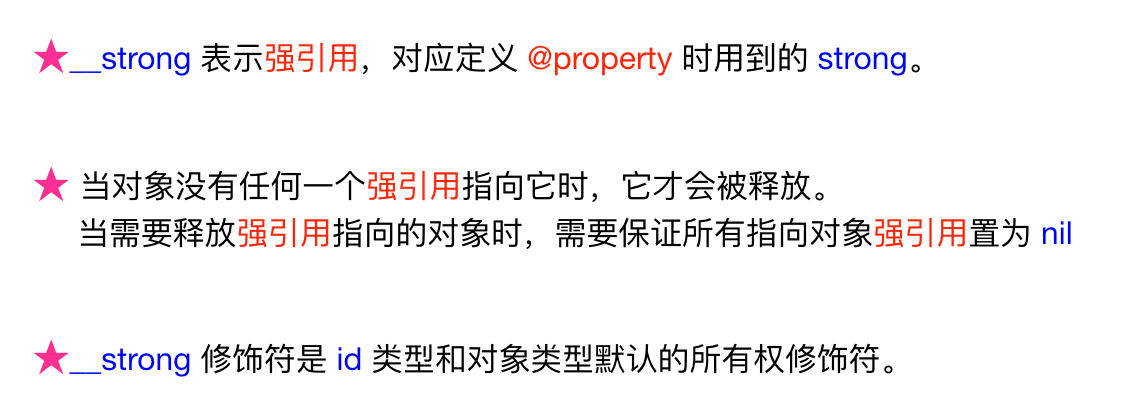 ★__strong 表示强引用，对应定义 @property 时用到的 strong。
★ 当对象没有任何一个强引用指向它时，它才会被释放。
当需要释放强引用指向的对象时，需要保证所有指向对象强引用置为 nil
★__strong 修饰符是 id 类型和对象类型默认的所有权修饰符。